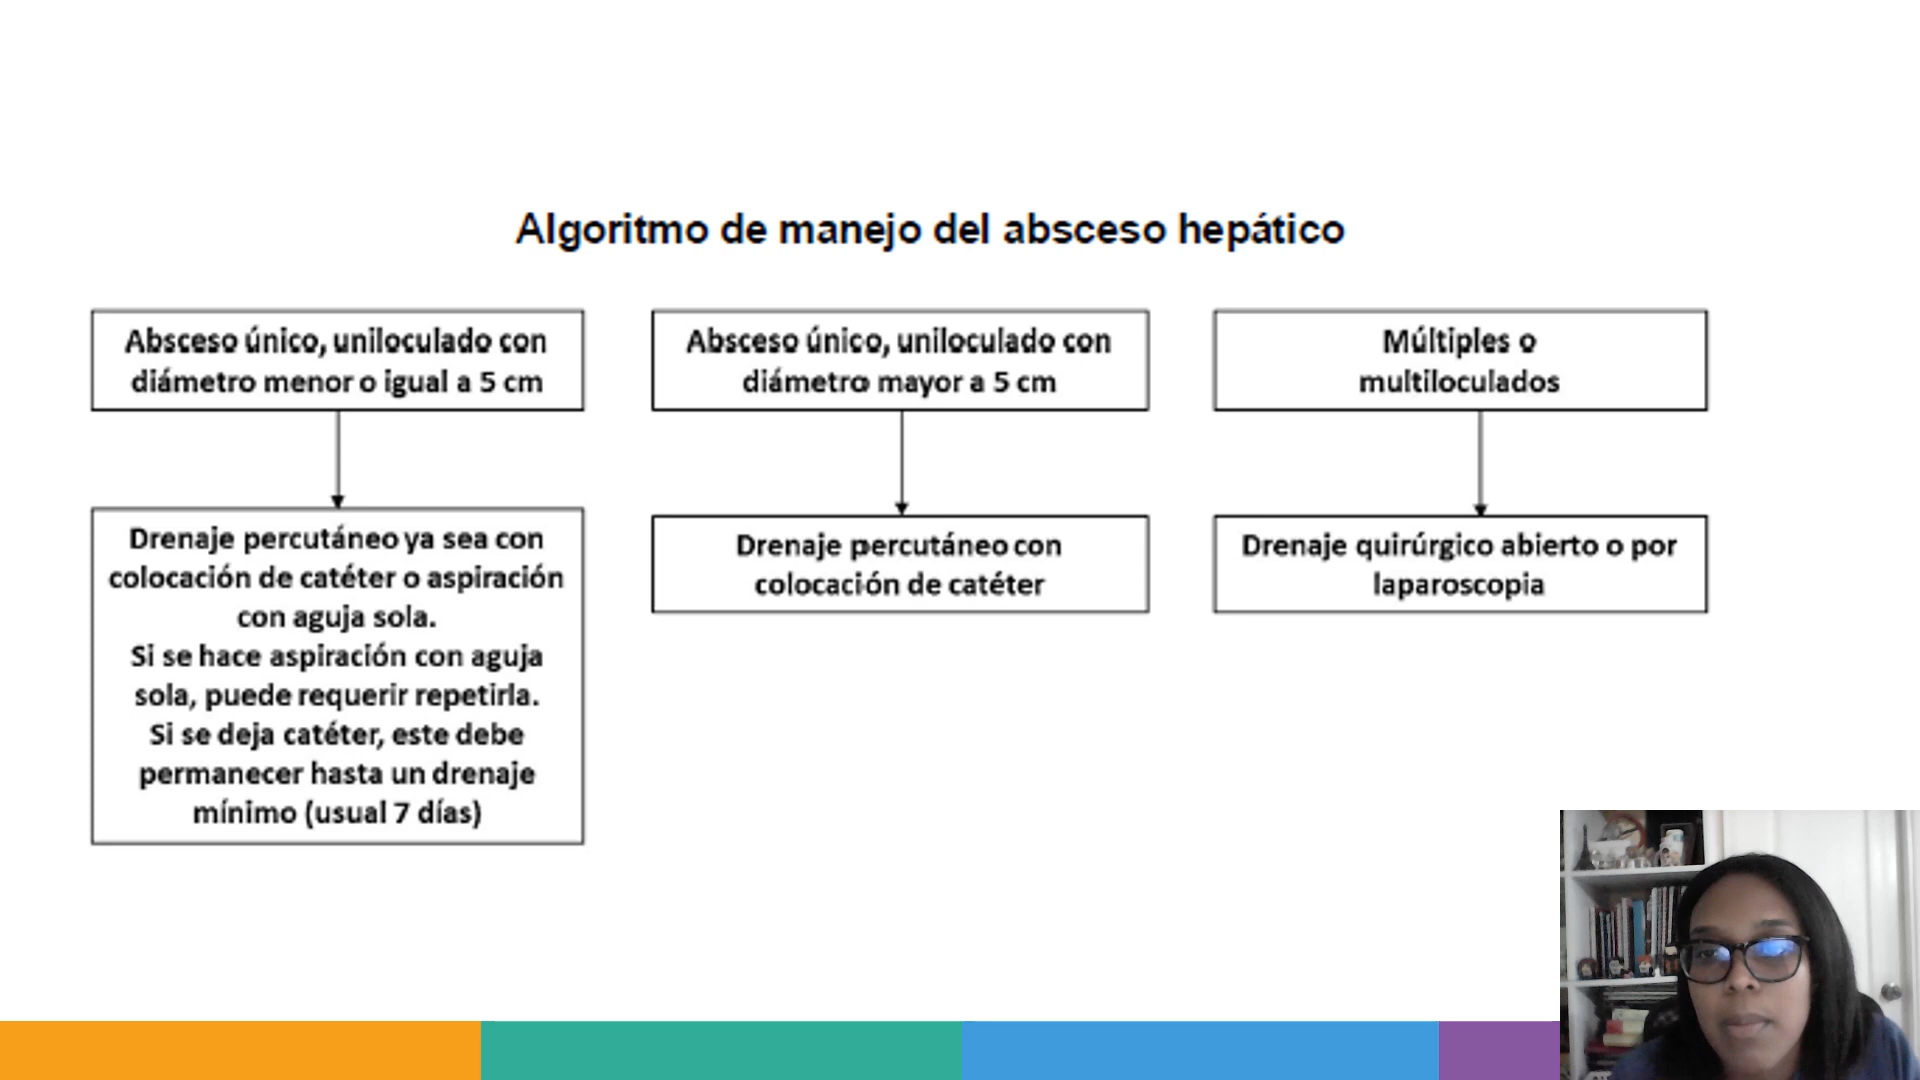 Algoritmo de manejo del absceso hepático
Absceso único, uniloculado con
diámetro menor o igual a 5 cm
Drenaje percutáneo ya sea con
colocación de catéter o aspiración
con aguja sola.
Si se hace aspiración con aguja
sola, puede requerir repetirla.
Si se deja catéter, este debe
permanecer hasta un drenaje
mínimo (usual 7 días)
Absceso único, uniloculado con
diámetro mayor a 5 cm
Drenaje percutáneo con
colocación de catéter
Múltiples o
multiloculados
Drenaje quirúrgico abierto o por
laparoscopia